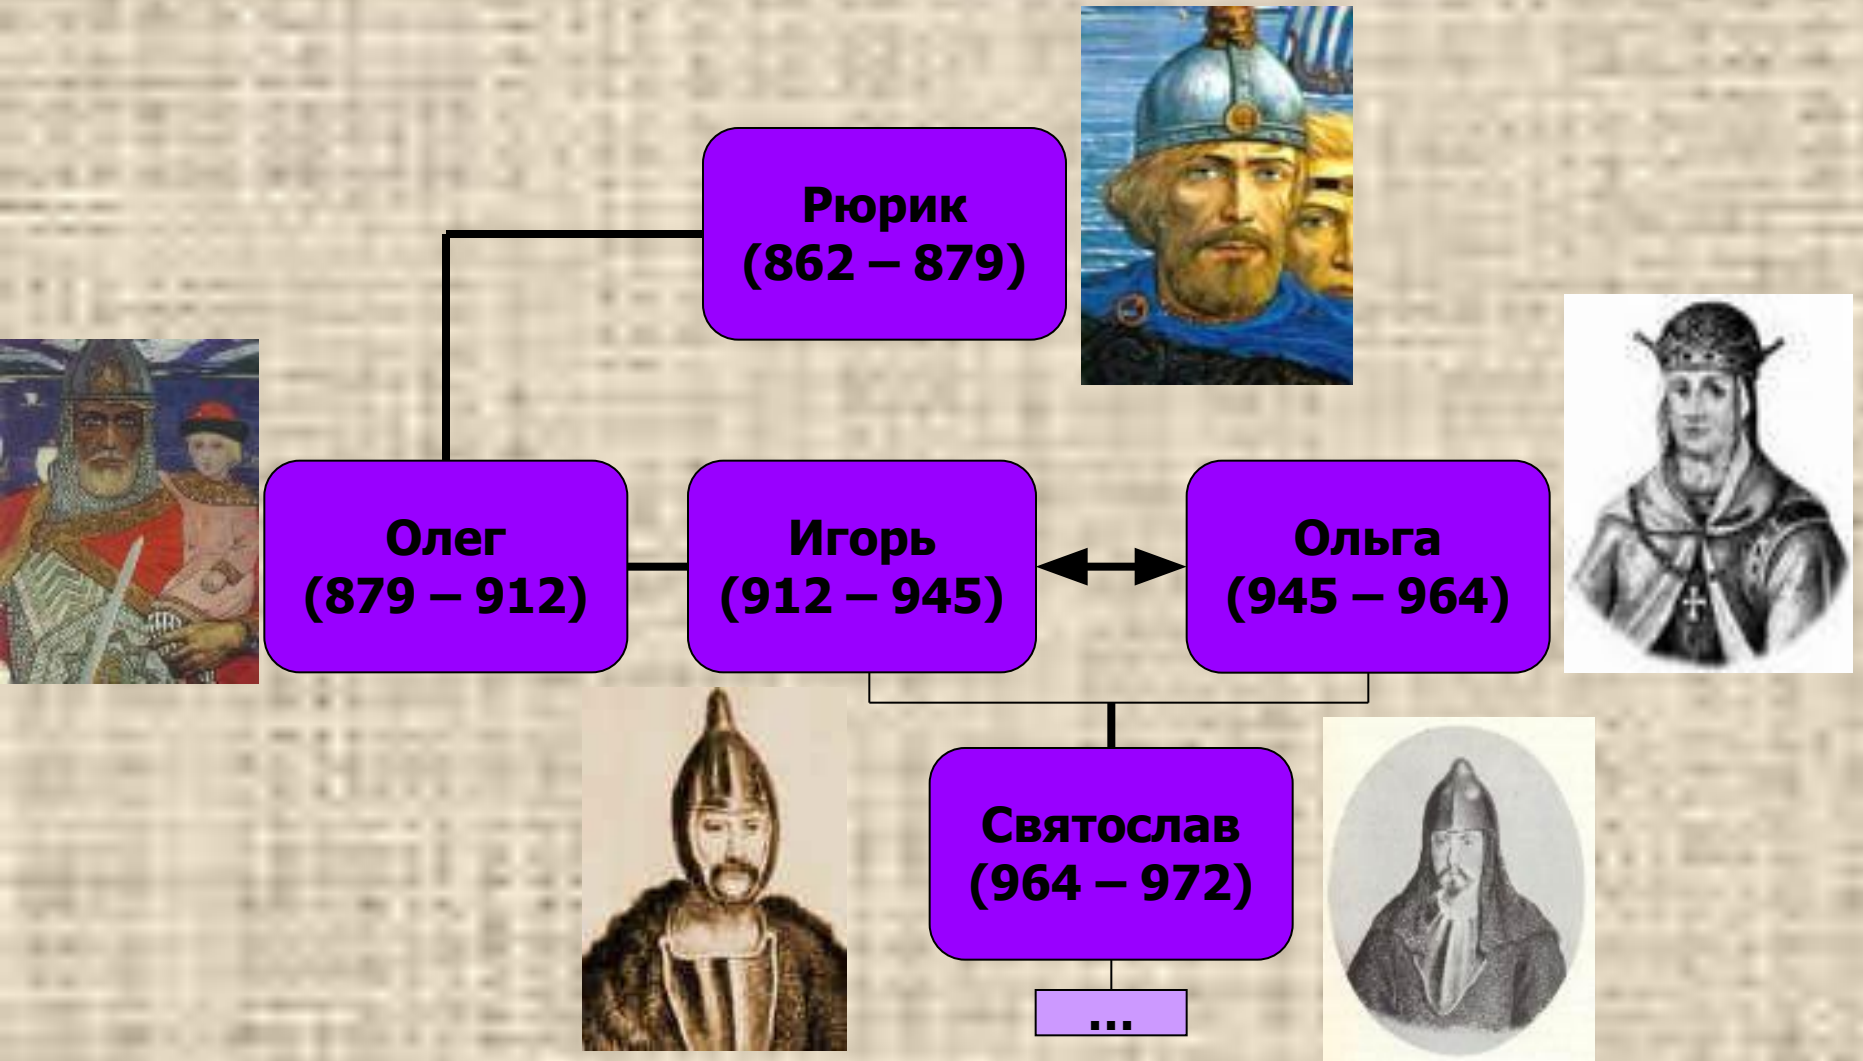 Рюрик
(862 – 879)
Олег
(879 – 912)
Игорь
(912 – 945)
Ольга
(945 – 964)
Святослав
(964 – 972)
...